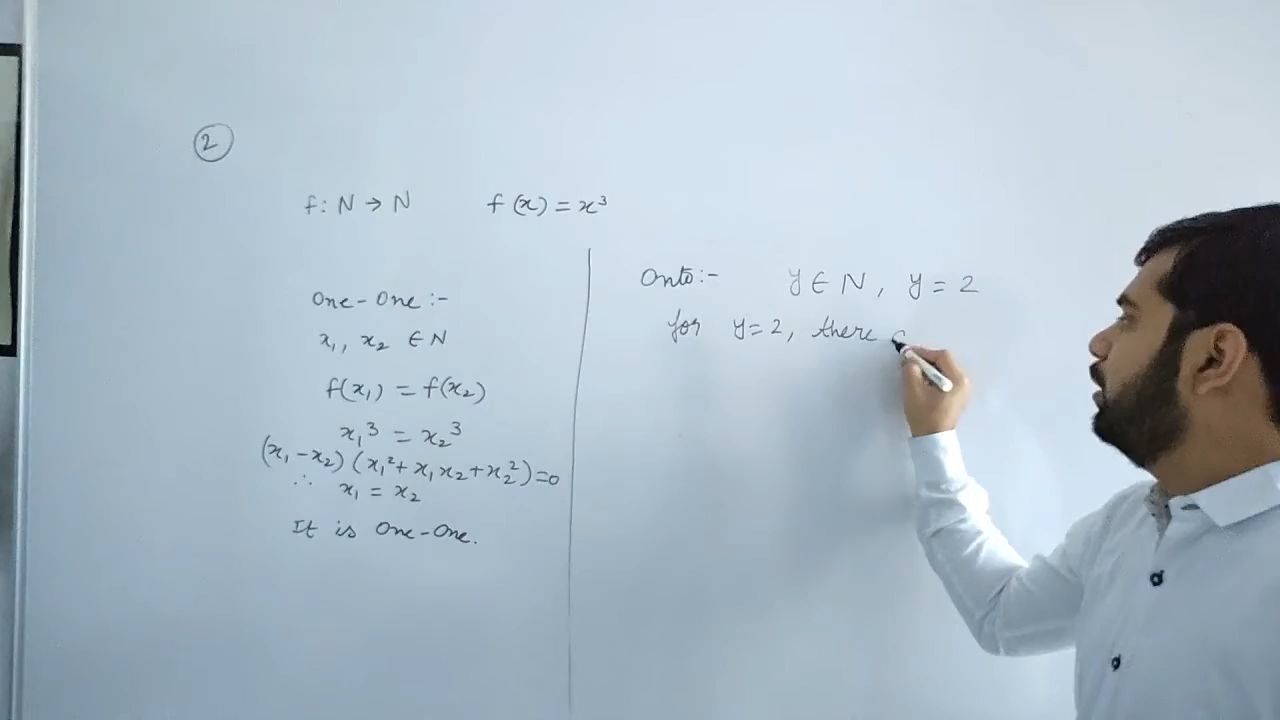 2
f: N → N f(x) = x³
One-One :-
x₁, x₂ ∈ N
f(x₁) = f(x₂)
x₁³ = x₂³
(x₁-x₂) (x₁²+ x₁x₂+x₂²)=0
∴ x₁ = x₂
It is One-One.
Onto:- y ∈ N, y = 2
for y=2, there